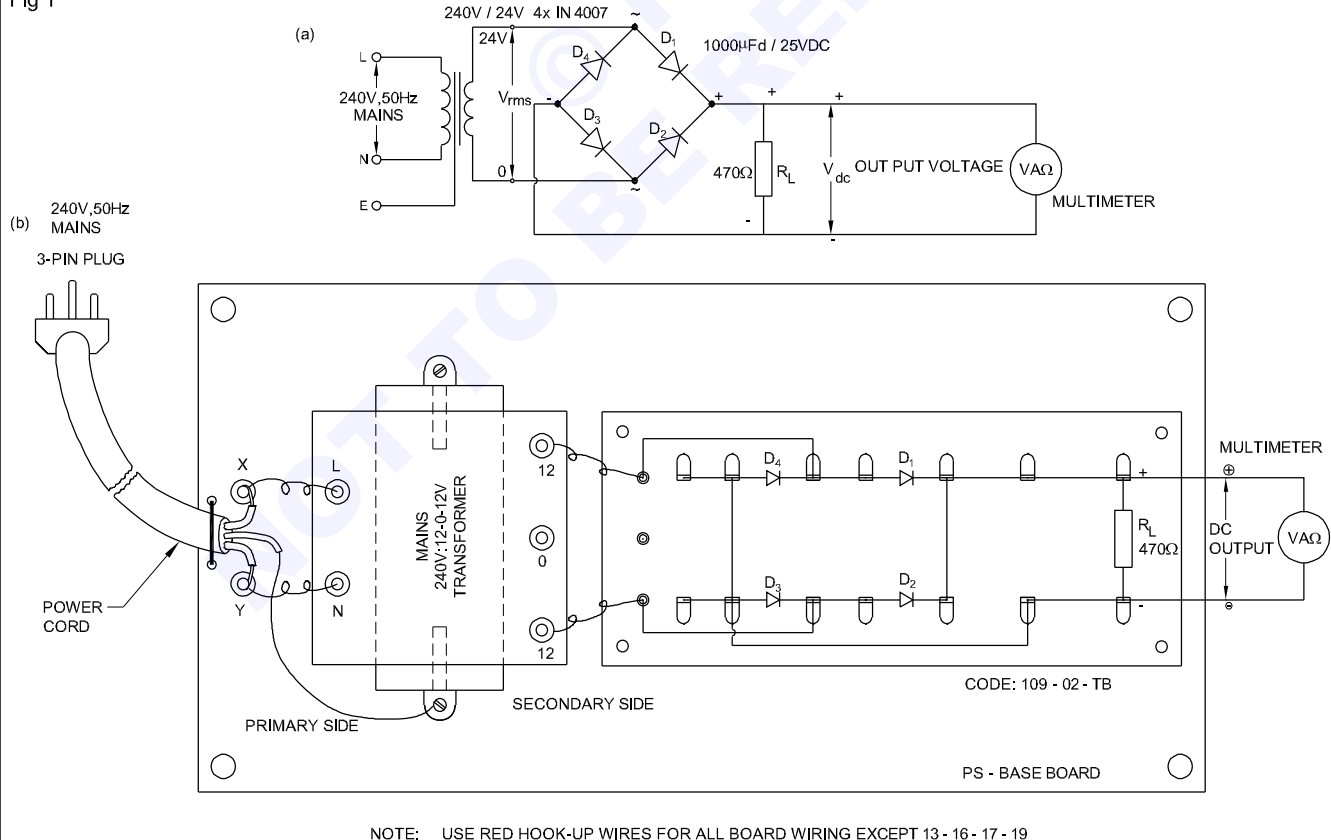 Fig 1
(a)
240V / 24V 4x IN 4007
24V
L
240V,50Hz
MAINS
N
E
Vrms
0
~
D4
D1
D3
D2
-
+
~
1000µFd / 25VDC
+
470Ω
RL
-
+
Vdc
-
OUT PUT VOLTAGE
VAΩ
MULTIMETER
(b)
240V,50Hz
MAINS
3-PIN PLUG
POWER
CORD
X
L
Y
N
MAINS
240V:12-0-12V
TRANSFORMER
12
0
12
PRIMARY SIDE
SECONDARY SIDE
D4
D1
D3
D2
+
RL
470Ω
-
MULTIMETER
⊕
DC
OUTPUT
VAΩ
⊖
CODE: 109 - 02 - TB
PS - BASE BOARD
NOTE: USE RED HOOK-UP WIRES FOR ALL BOARD WIRING EXCEPT 13 - 16 - 17 - 19
NOT TO BE RE
©